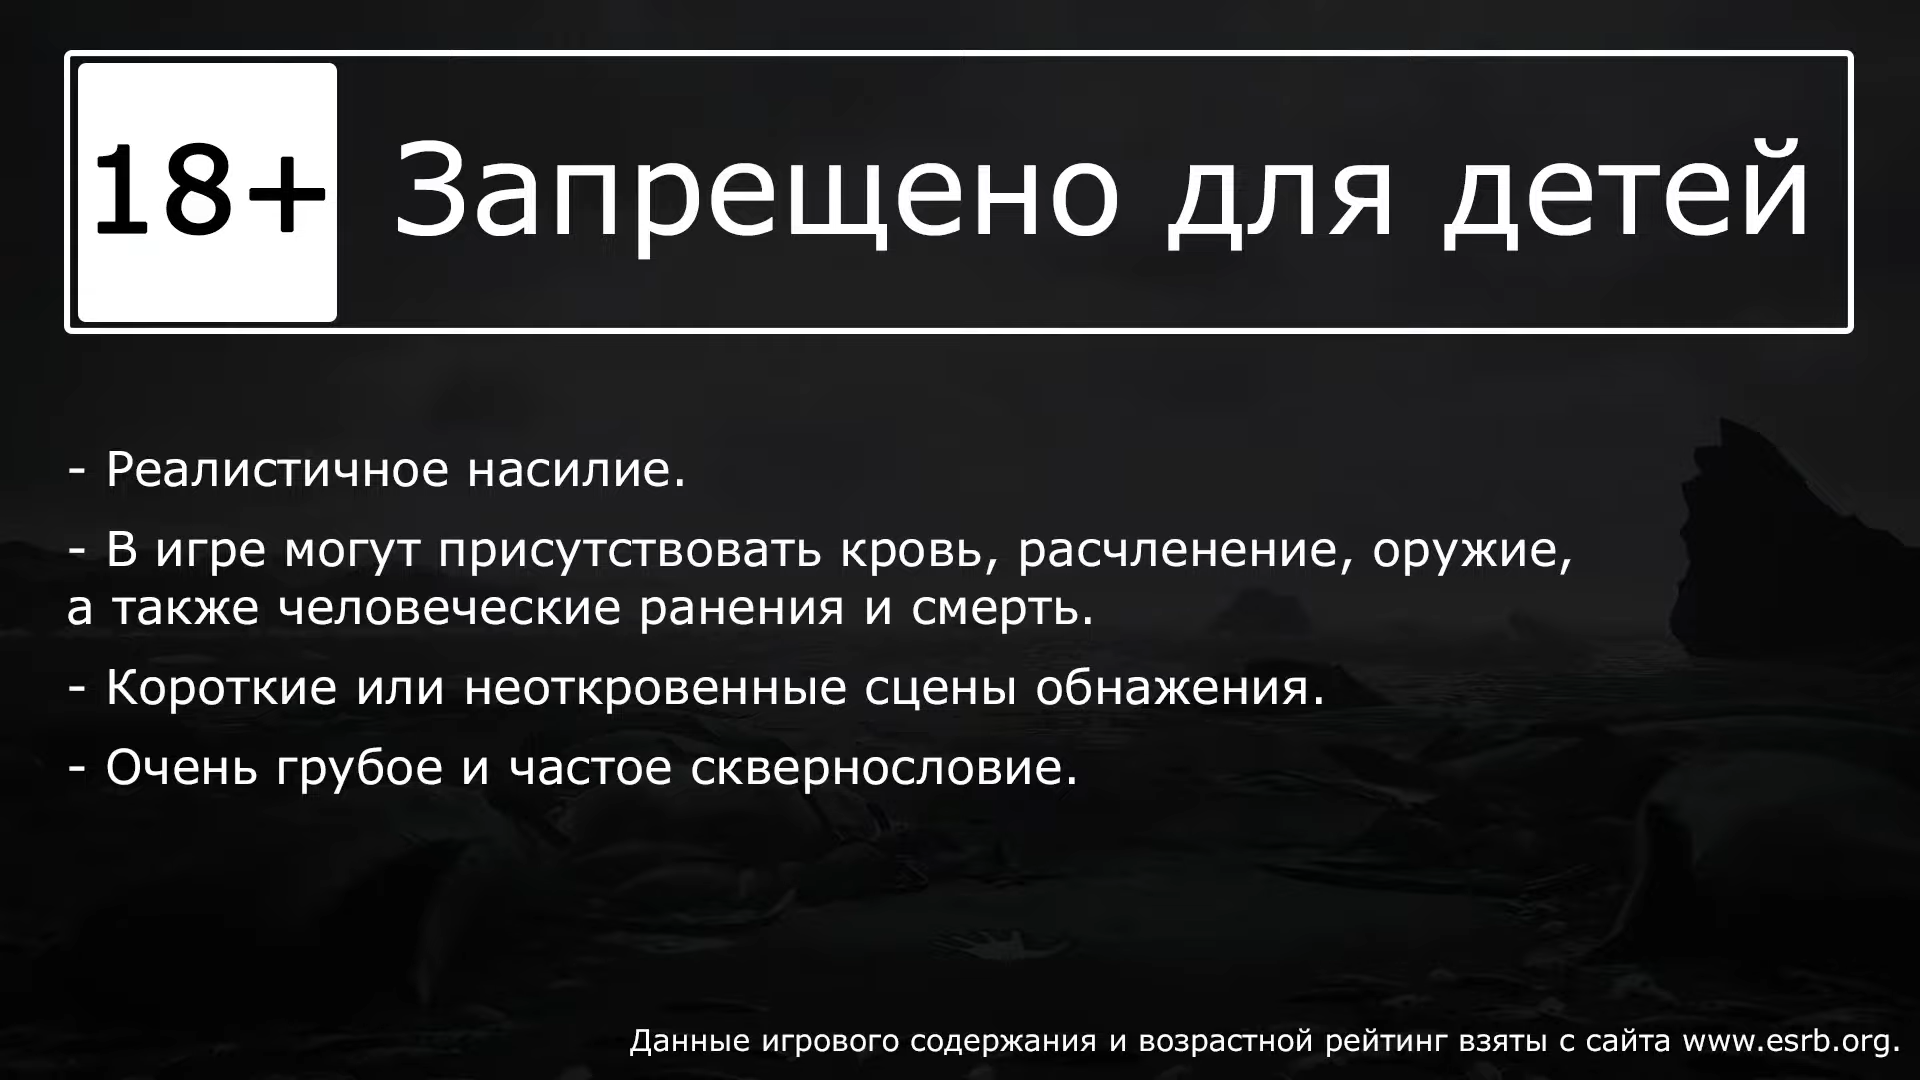 18+ Запрещено для детей
- Реалистичное насилие.
- В игре могут присутствовать кровь, расчленение, оружие,
а также человеческие ранения и смерть.
- Короткие или неоткровенные сцены обнажения.
- Очень грубое и частое сквернословие.
Данные игрового содержания и возрастной рейтинг взяты с сайта www.esrb.org.